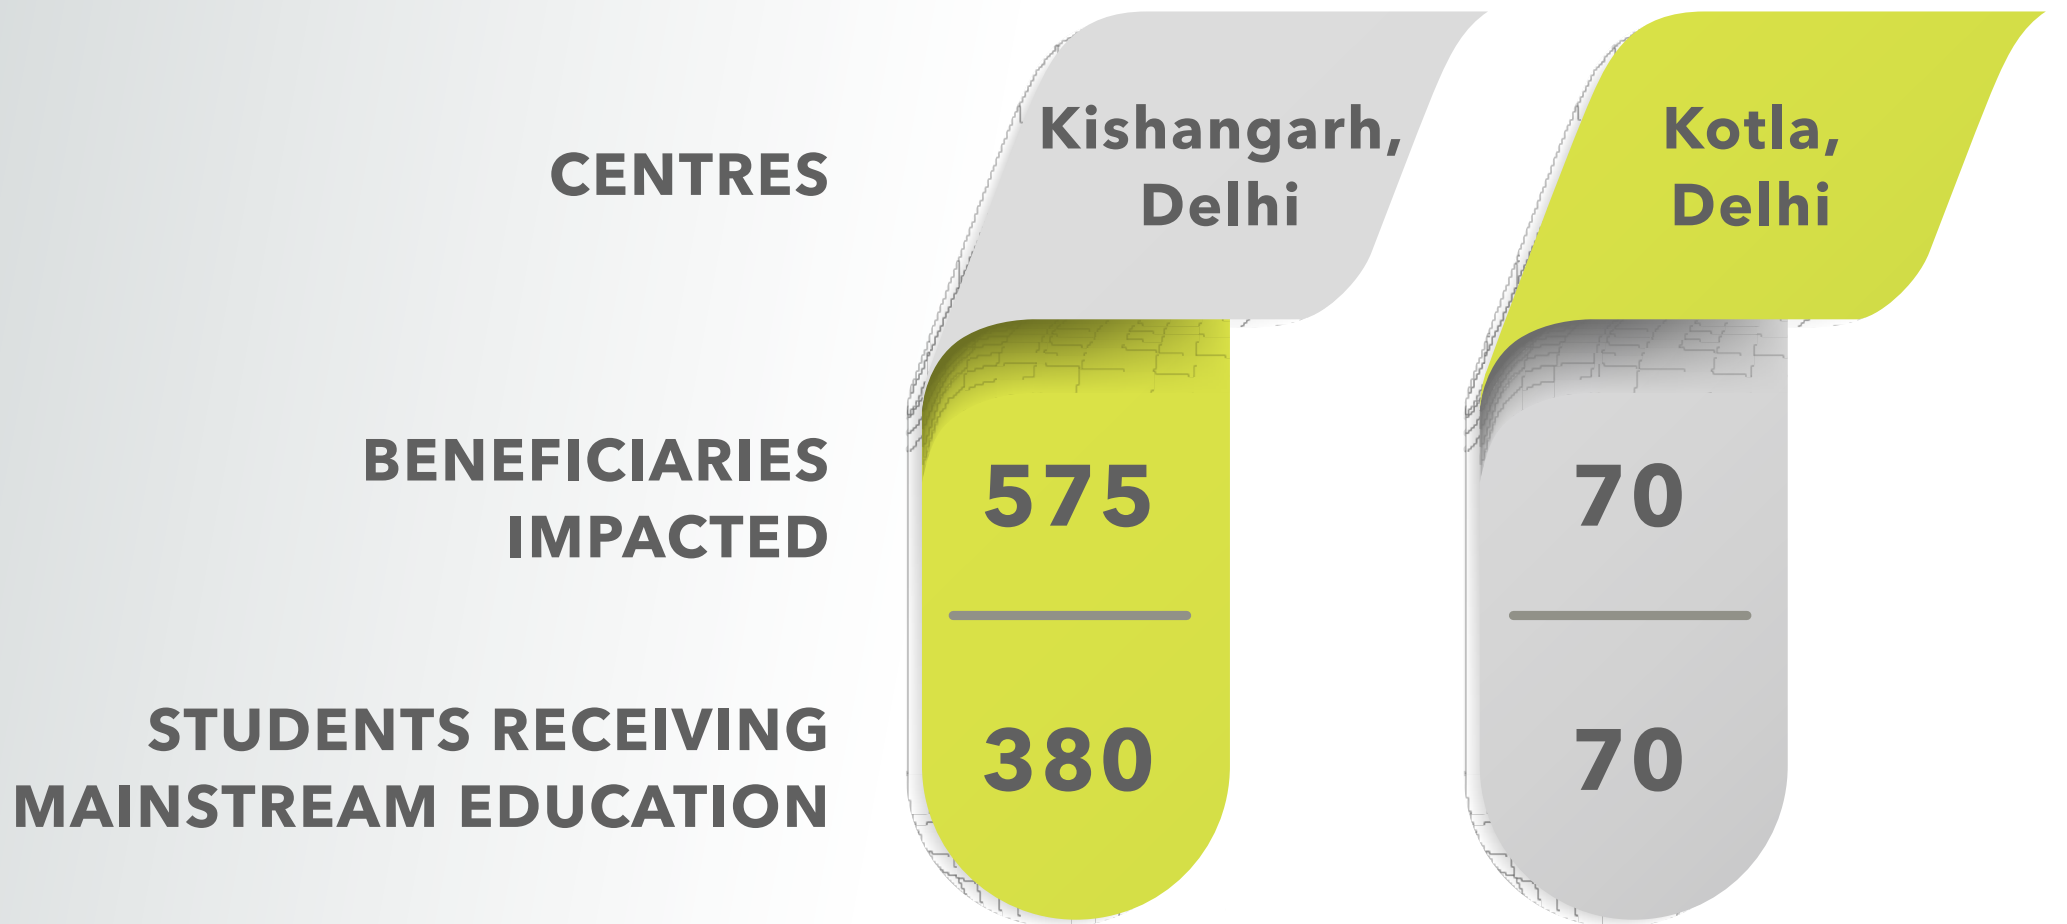 CENTRES
Kishangarh,
Delhi
Kotla,
Delhi
BENEFICIARIES
IMPACTED
575
70
STUDENTS RECEIVING
MAINSTREAM EDUCATION
380
70